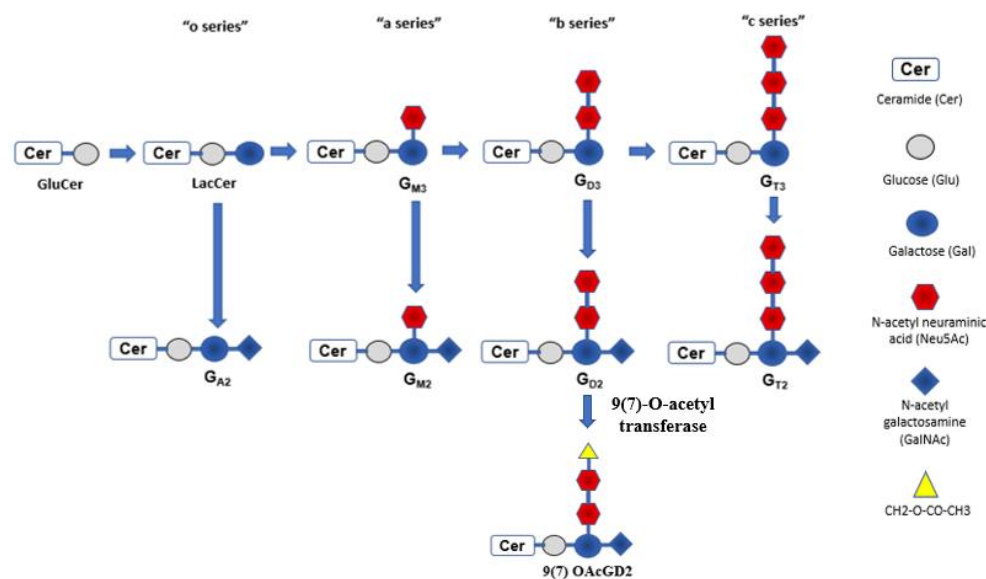 "o series" "a series" "b series" "c series"
Cer Cer Cer Cer Cer
GluCer LacCer GM3 GD3 GT3
Cer Cer Cer Cer
GA2 GM2 GD2 GT2
9(7)-O-acetyl
transferase
Cer
9(7) OAcGD2
Cer
Ceramide (Cer)
Glucose (Glu)
Galactose (Gal)
N-acetyl neuraminic
acid (Neu5Ac)
N-acetyl
galactosamine
(GalNAc)
CH2-O-CO-CH3